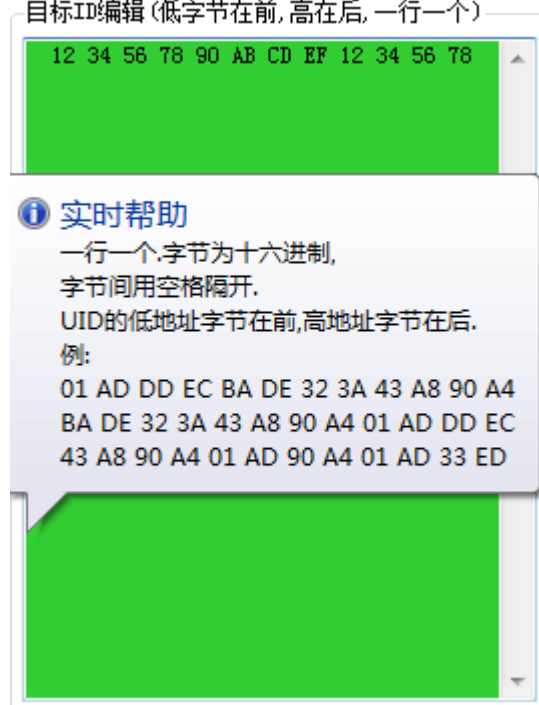 目标ID编辑(低字节在前,高在后,一行一个)
12 34 56 78 90 AB CD EF 12 34 56 78
实时帮助
一行一个.字节为十六进制,
字节间用空格隔开.
UID的低地址字节在前,高地址字节在后.
例:
01 AD DD EC BA DE 32 3A 43 A8 90 A4
BA DE 32 3A 43 A8 90 A4 01 AD DD EC
43 A8 90 A4 01 AD 90 A4 01 AD 33 ED